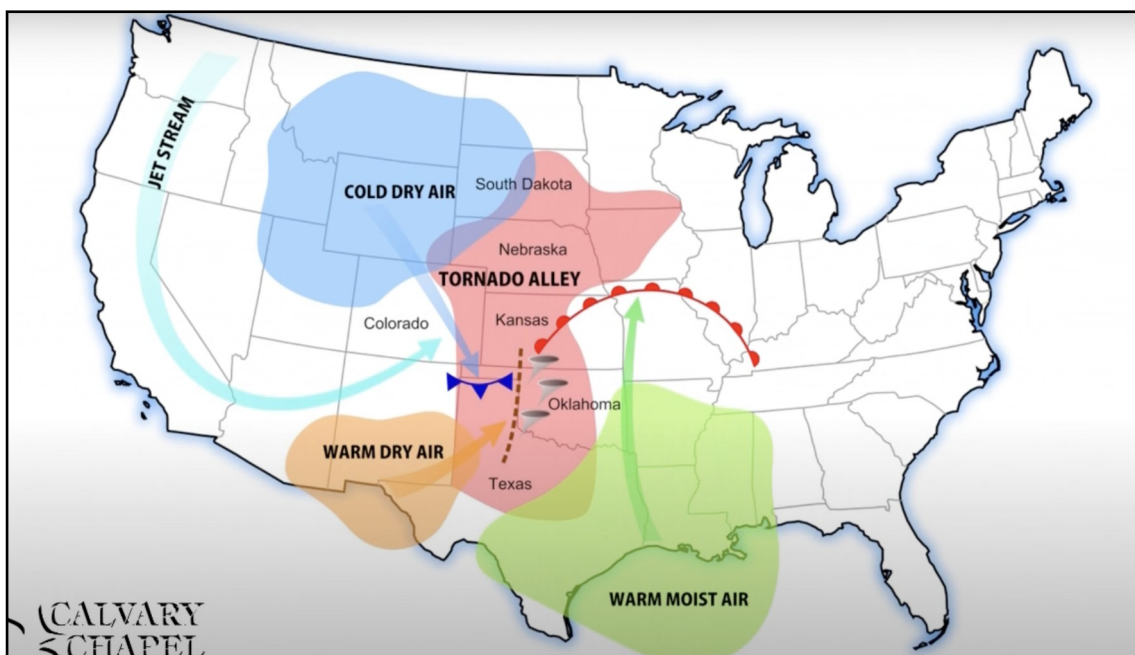 JET STREAM
COLD DRY AIR
South Dakota
Nebraska
TORNADO ALLEY
Colorado
Kansas
Oklahoma
WARM DRY AIR
Texas
WARM MOIST AIR
CALVARY
CHAPEL